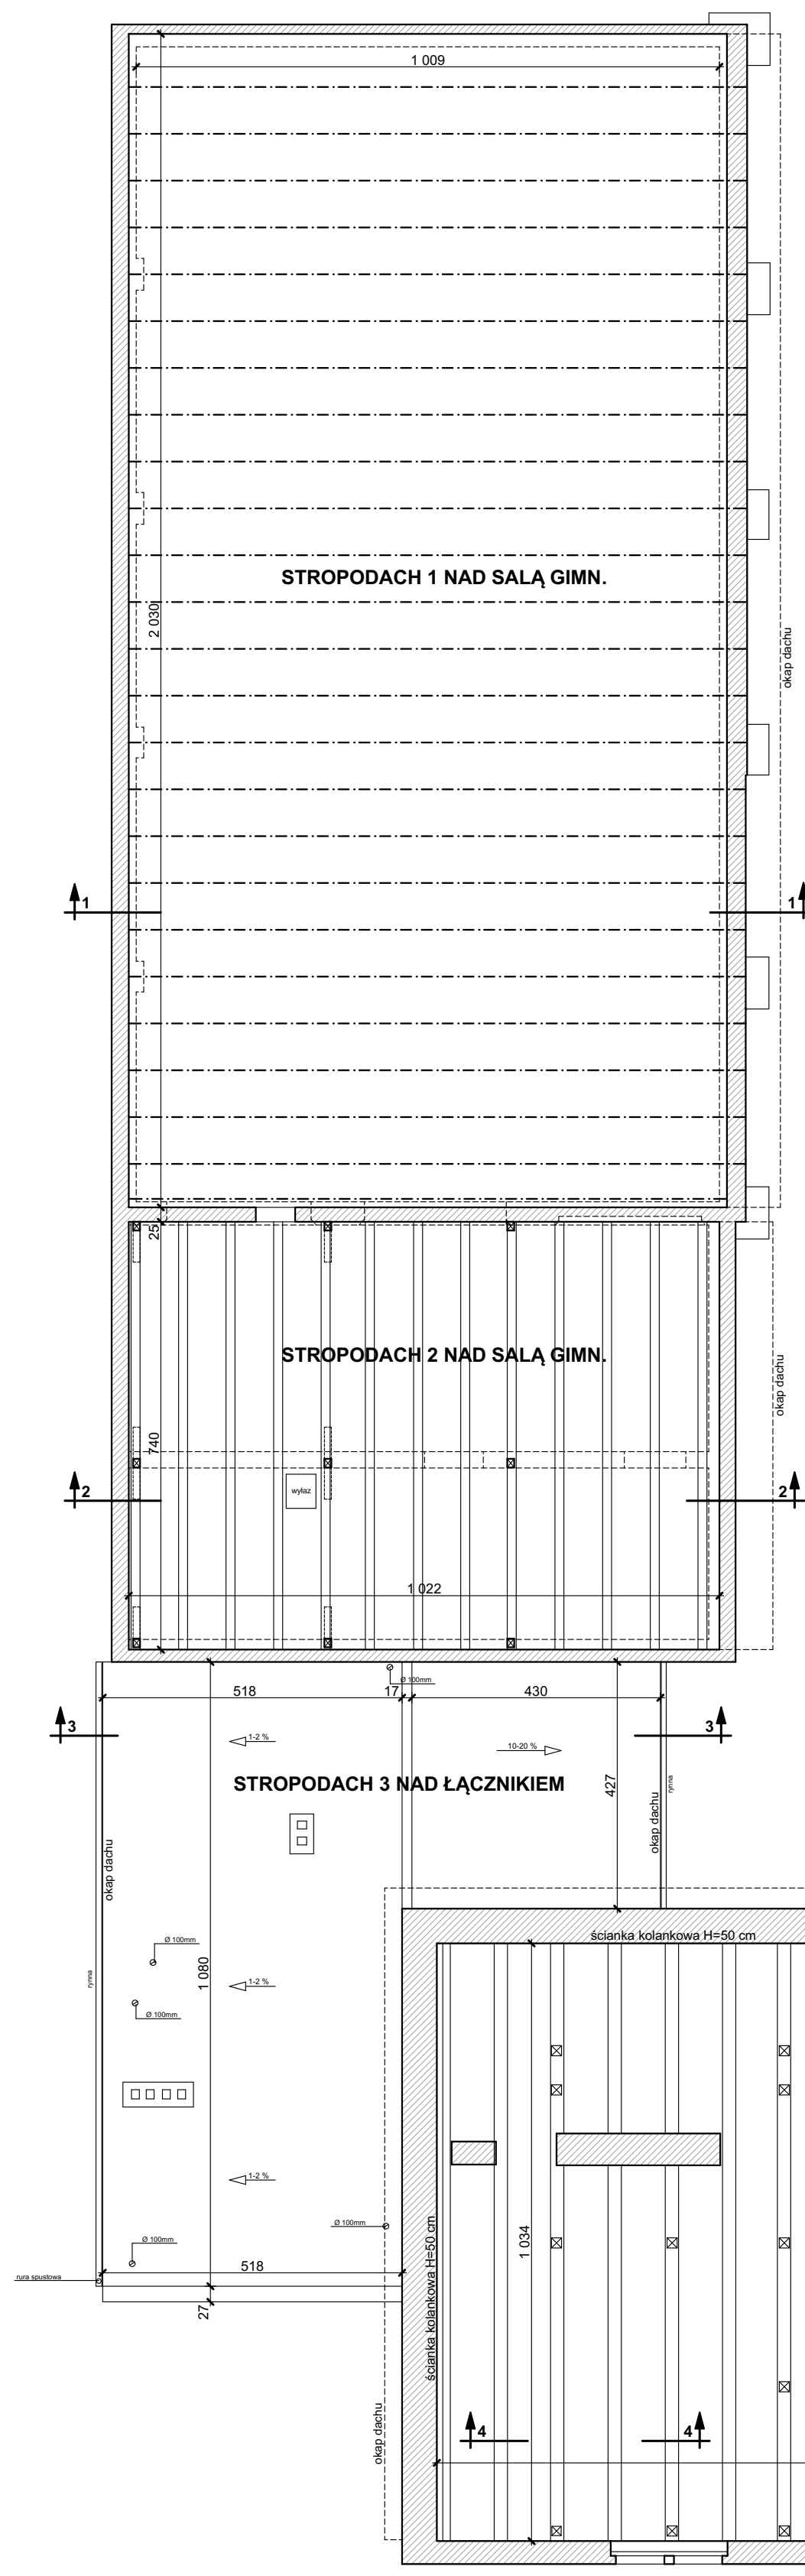 1 009
STROPODACH 1 NAD SALĄ GIMN.
2 030
okap dachu
1
1
25
STROPODACH 2 NAD SALĄ GIMN.
okap dachu
740
wyłaz
2
2
1 022
Ø 100mm
518
17
430
3
3
1-2 %
10-20 %
STROPODACH 3 NAD ŁĄCZNIKIEM
427
rynna
okap dachu
okap dachu
ścianka kolankowa H=50 cm
Ø 100mm
1 080
rynna
1-2 %
Ø 100mm
1-2 %
Ø 100mm
Ø 100mm
1 034
ścianka kolankowa H=50 cm
518
rura spustowa
27
okap dachu
4
4